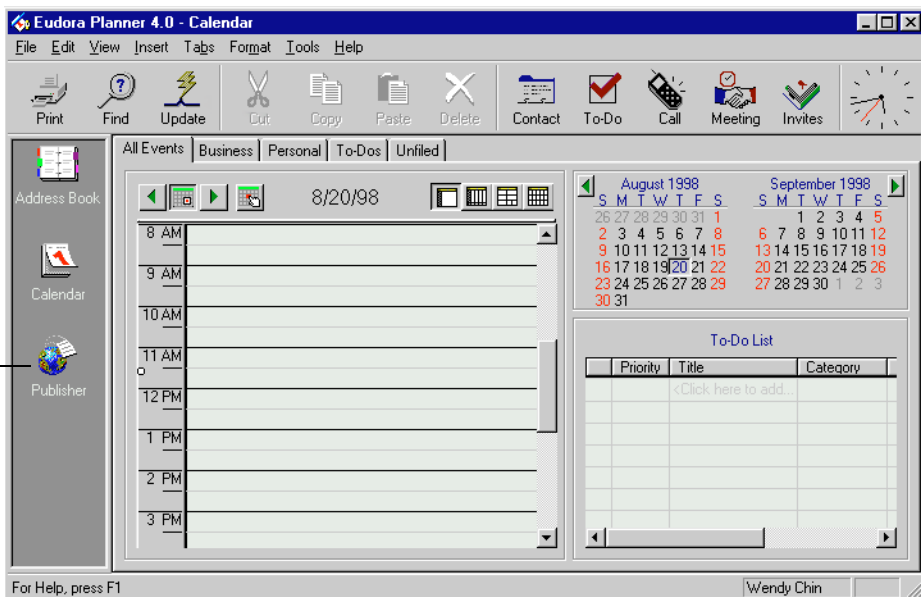 Eudora Planner 4.0 - Calendar
File Edit View Insert Tabs Format Tools Help
Print Find Update Cut Copy Paste Delete Contact To-Do Call Meeting Invites
Address Book
Calendar
Publisher
All Events Business Personal To-Dos Unfiled
8/20/98
8 AM
9 AM
10 AM
11 AM
12 PM
1 PM
2 PM
3 PM
August 1998
S M T W T F S
26 27 28 29 30 31 1
2 3 4 5 6 7 8
9 10 11 12 13 14 15
16 17 18 19 20 21 22
23 24 25 26 27 28 29
30 31
September 1998
S M T W T F S
1 2 3 4 5
6 7 8 9 10 11 12
13 14 15 16 17 18 19
20 21 22 23 24 25 26
27 28 29 30 1 2 3
To-Do List
Priority Title Category
<Click here to add...
For Help, press F1
Wendy Chin